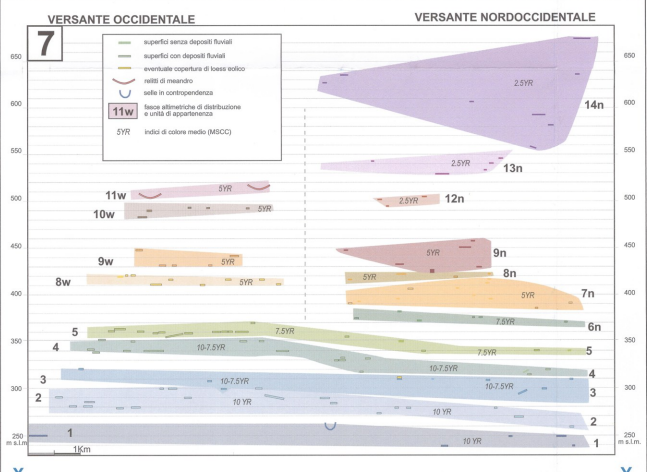 VERSANTE OCCIDENTALE
VERSANTE NORDOCCIDENTALE
7
superfici senza depositi fluviali
superfici con depositi fluviali
eventuale copertura di loess eolico
relitti di meandro
selle in contropendenza
11w fasce altimetriche di distribuzione
e unità di appartenenza
5YR indici di colore medio (MSCC)
650
650
2.5YR
600
14n
600
550
550
2.5YR
13n
11w
5YR
500
2.5YR
12n
500
10w
5YR
450
450
9w
5YR
5YR
9n
8w
5YR
5YR
8n
400
5YR
7n
400
7.5YR
6n
5
7.5YR
350
350
4
10-7.5YR
7.5YR
5
3
10-7.5YR
10-7.5YR
4
300
10-7.5YR
3
300
2
10 YR
10 YR
2
250
m s.l.m.
1
10 YR
1
250
m s.l.m.
1Km